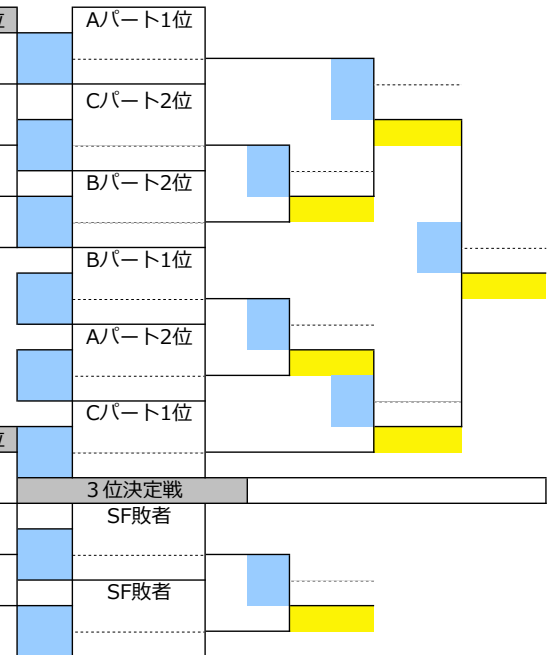 位
Aパート1位
Cパート2位
Bパート2位
Bパート1位
Aパート2位
Cパート1位
位
３位決定戦
SF敗者
SF敗者